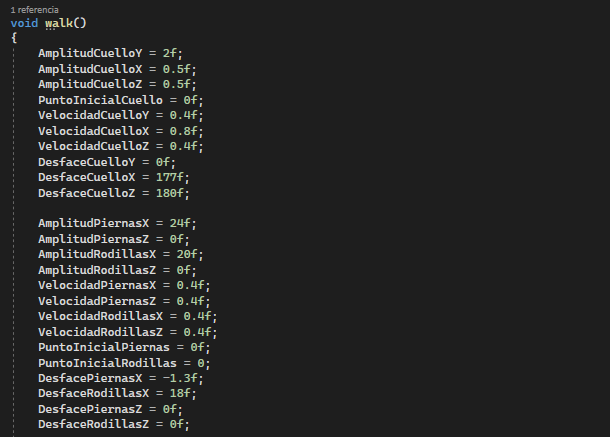 1 referencia
void walk()
{
AmplitudCuelloY = 2f;
AmplitudCuelloX = 0.5f;
AmplitudCuelloZ = 0.5f;
PuntoInicialCuello = 0f;
VelocidadCuelloY = 0.4f;
VelocidadCuelloX = 0.8f;
VelocidadCuelloZ = 0.4f;
DesfaceCuelloY = 0f;
DesfaceCuelloX = 177f;
DesfaceCuelloZ = 180f;
AmplitudPiernasX = 24f;
AmplitudPiernasZ = 0f;
AmplitudRodillasX = 20f;
AmplitudRodillasZ = 0f;
VelocidadPiernasX = 0.4f;
VelocidadPiernasZ = 0.4f;
VelocidadRodillasX = 0.4f;
VelocidadRodillasZ = 0.4f;
PuntoInicialPiernas = 0f;
PuntoInicialRodillas = 0;
DesfacePiernasX = -1.3f;
DesfaceRodillasX = 18f;
DesfacePiernasZ = 0f;
DesfaceRodillasZ = 0f;